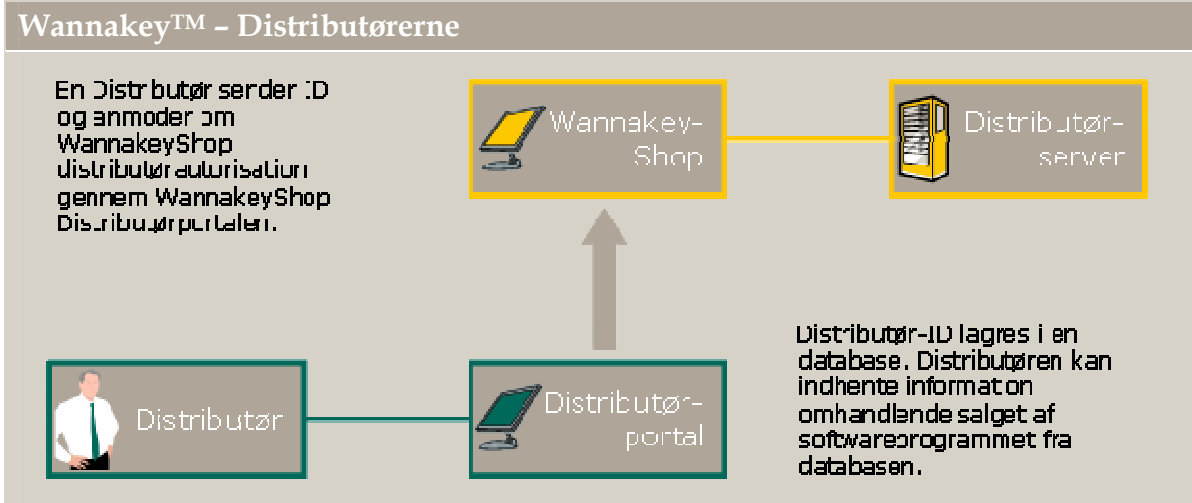 Wannakey™ – Distributørerne
En Distributør sender ID
og anmoder om
WannakeyShop
distributørautorisation
gennem WannakeyShop
Distributørportalen.
Wannakey-
Shop
Distributør-
server
Distributør-ID lagres i en
database. Distributøren kan
indhente information
omhandlende salget af
softwareprogrammet fra
databasen.
Distributør
Distributør-
portal